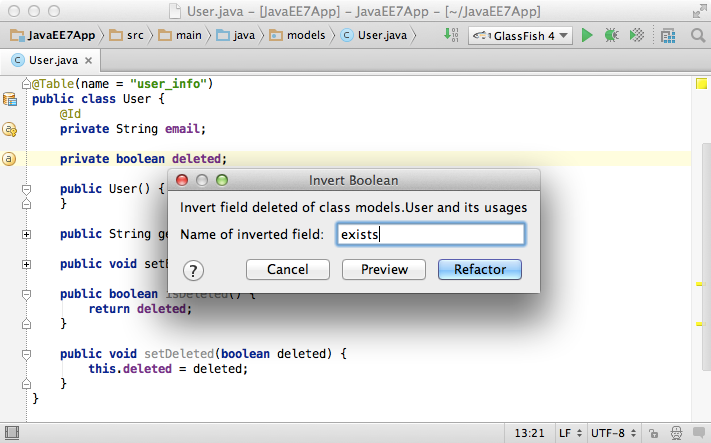 User.java – [JavaEE7App] – JavaEE7App – [~/JavaEE7App]
JavaEE7App src main java models User.java GlassFish 4
User.java
@Table(name = "user_info")
public class User {
@Id
private String email;
private boolean deleted;
public User() {
}
public String ge
public void setE
public boolean isDeleted() {
return deleted;
}
public void setDeleted(boolean deleted) {
this.deleted = deleted;
}
}
Invert Boolean
Invert field deleted of class models.User and its usages
Name of inverted field: exists
? Cancel Preview Refactor
13:21 LF UTF-8